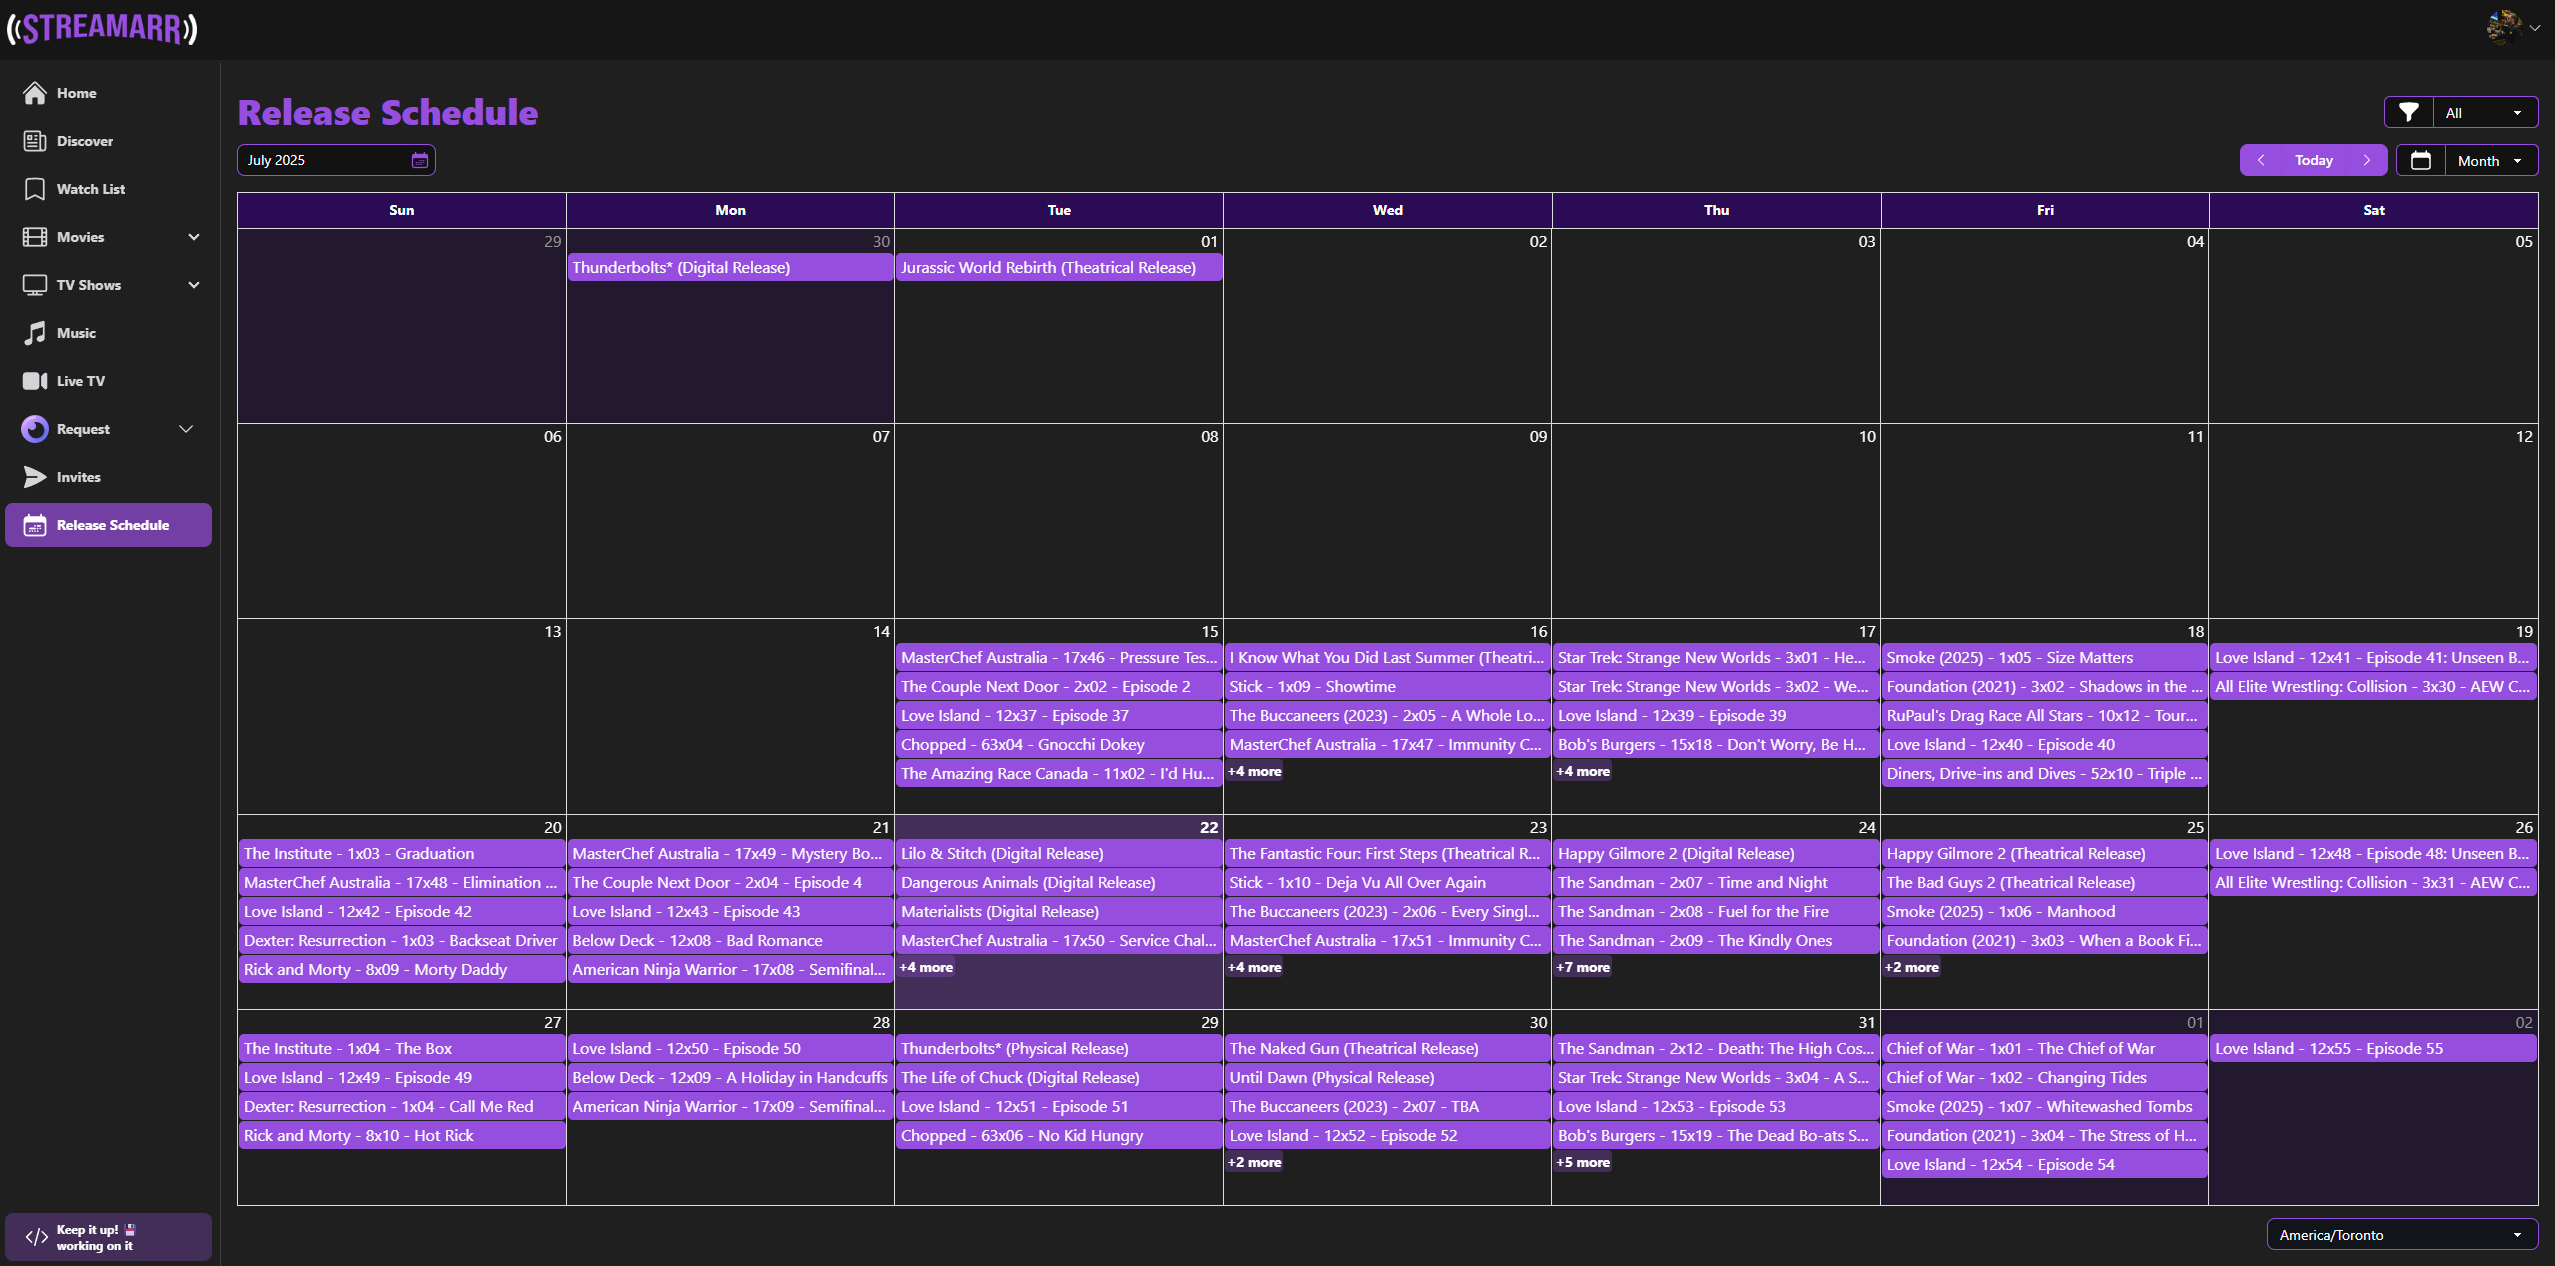 ((STREAMARR))
Home
Discover
Watch List
Movies
TV Shows
Music
Live TV
Request
Invites
Release Schedule
Keep it up! 💾
working on it
Release Schedule
All
July 2025
Today
Month
Sun Mon Tue Wed Thu Fri Sat
29 30 01 02 03 04 05
Thunderbolts* (Digital Release)
Jurassic World Rebirth (Theatrical Release)
06 07 08 09 10 11 12
13 14 15 16 17 18 19
MasterChef Australia - 17x46 - Pressure Tes...
The Couple Next Door - 2x02 - Episode 2
Love Island - 12x37 - Episode 37
Chopped - 63x04 - Gnocchi Dokey
The Amazing Race Canada - 11x02 - I'd Hu...
I Know What You Did Last Summer (Theatri...
Stick - 1x09 - Showtime
The Buccaneers (2023) - 2x05 - A Whole Lo...
MasterChef Australia - 17x47 - Immunity C...
+4 more
Star Trek: Strange New Worlds - 3x01 - He...
Star Trek: Strange New Worlds - 3x02 - We...
Love Island - 12x39 - Episode 39
Bob's Burgers - 15x18 - Don't Worry, Be H...
+4 more
Smoke (2025) - 1x05 - Size Matters
Foundation (2021) - 3x02 - Shadows in the ...
RuPaul's Drag Race All Stars - 10x12 - Tour...
Love Island - 12x40 - Episode 40
Diners, Drive-ins and Dives - 52x10 - Triple ...
Love Island - 12x41 - Episode 41: Unseen B...
All Elite Wrestling: Collision - 3x30 - AEW C...
20 21 22 23 24 25 26
The Institute - 1x03 - Graduation
MasterChef Australia - 17x48 - Elimination ...
Love Island - 12x42 - Episode 42
Dexter: Resurrection - 1x03 - Backseat Driver
Rick and Morty - 8x09 - Morty Daddy
MasterChef Australia - 17x49 - Mystery Bo...
The Couple Next Door - 2x04 - Episode 4
Love Island - 12x43 - Episode 43
Below Deck - 12x08 - Bad Romance
American Ninja Warrior - 17x08 - Semifinal...
Lilo & Stitch (Digital Release)
Dangerous Animals (Digital Release)
Materialists (Digital Release)
MasterChef Australia - 17x50 - Service Chal...
+4 more
The Fantastic Four: First Steps (Theatrical R...
Stick - 1x10 - Deja Vu All Over Again
The Buccaneers (2023) - 2x06 - Every Singl...
MasterChef Australia - 17x51 - Immunity C...
+4 more
Happy Gilmore 2 (Digital Release)
The Sandman - 2x07 - Time and Night
The Sandman - 2x08 - Fuel for the Fire
The Sandman - 2x09 - The Kindly Ones
+7 more
Happy Gilmore 2 (Theatrical Release)
The Bad Guys 2 (Theatrical Release)
Smoke (2025) - 1x06 - Manhood
Foundation (2021) - 3x03 - When a Book Fi...
+2 more
Love Island - 12x48 - Episode 48: Unseen B...
All Elite Wrestling: Collision - 3x31 - AEW C...
27 28 29 30 31 01 02
The Institute - 1x04 - The Box
Love Island - 12x49 - Episode 49
Dexter: Resurrection - 1x04 - Call Me Red
Rick and Morty - 8x10 - Hot Rick
Love Island - 12x50 - Episode 50
Below Deck - 12x09 - A Holiday in Handcuffs
American Ninja Warrior - 17x09 - Semifinal...
Thunderbolts* (Physical Release)
The Life of Chuck (Digital Release)
Love Island - 12x51 - Episode 51
Chopped - 63x06 - No Kid Hungry
The Naked Gun (Theatrical Release)
Until Dawn (Physical Release)
The Buccaneers (2023) - 2x07 - TBA
Love Island - 12x52 - Episode 52
+2 more
The Sandman - 2x12 - Death: The High Cos...
Star Trek: Strange New Worlds - 3x04 - A S...
Love Island - 12x53 - Episode 53
Bob's Burgers - 15x19 - The Dead Bo-ats S...
+5 more
Chief of War - 1x01 - The Chief of War
Chief of War - 1x02 - Changing Tides
Smoke (2025) - 1x07 - Whitewashed Tombs
Foundation (2021) - 3x04 - The Stress of H...
Love Island - 12x54 - Episode 54
Love Island - 12x55 - Episode 55
America/Toronto